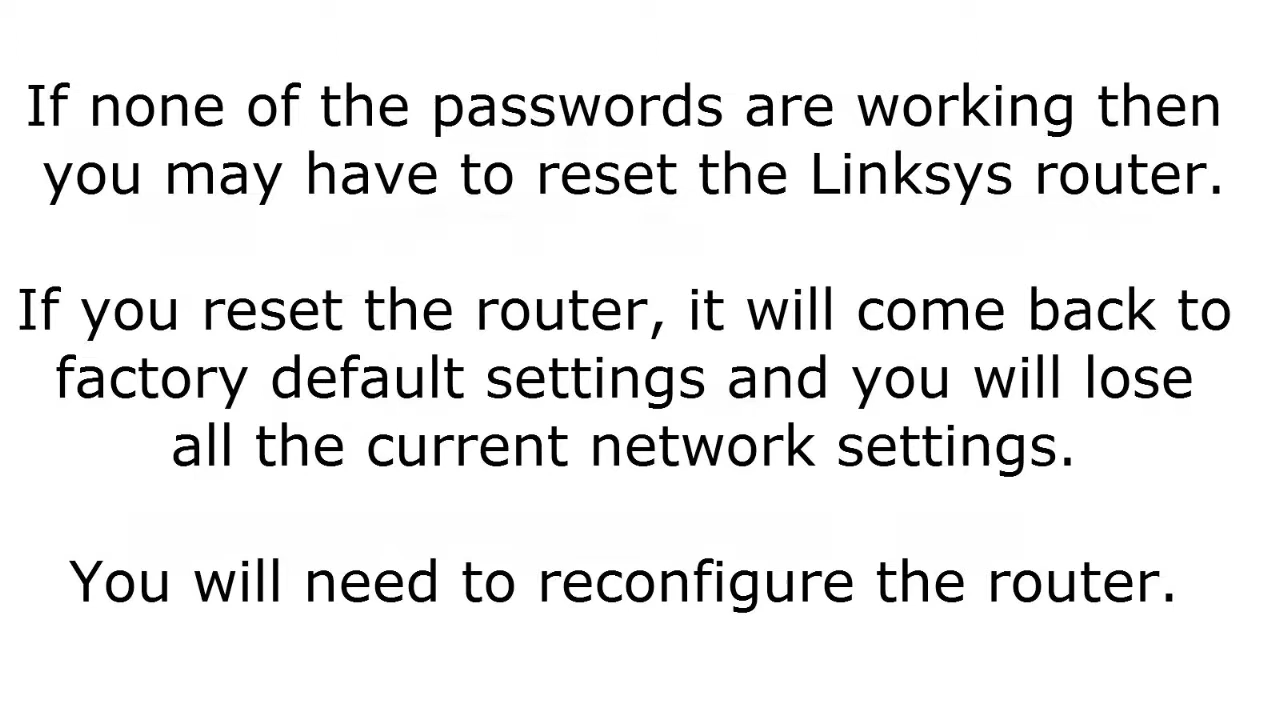 If none of the passwords are working then
you may have to reset the Linksys router.
If you reset the router, it will come back to
factory default settings and you will lose
all the current network settings.
You will need to reconfigure the router.